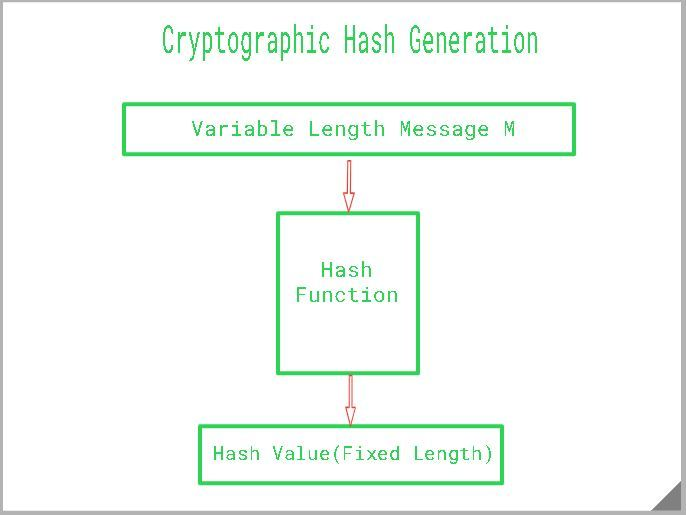 Cryptographic Hash Generation
Variable Length Message M
Hash
Function
Hash Value(Fixed Length)